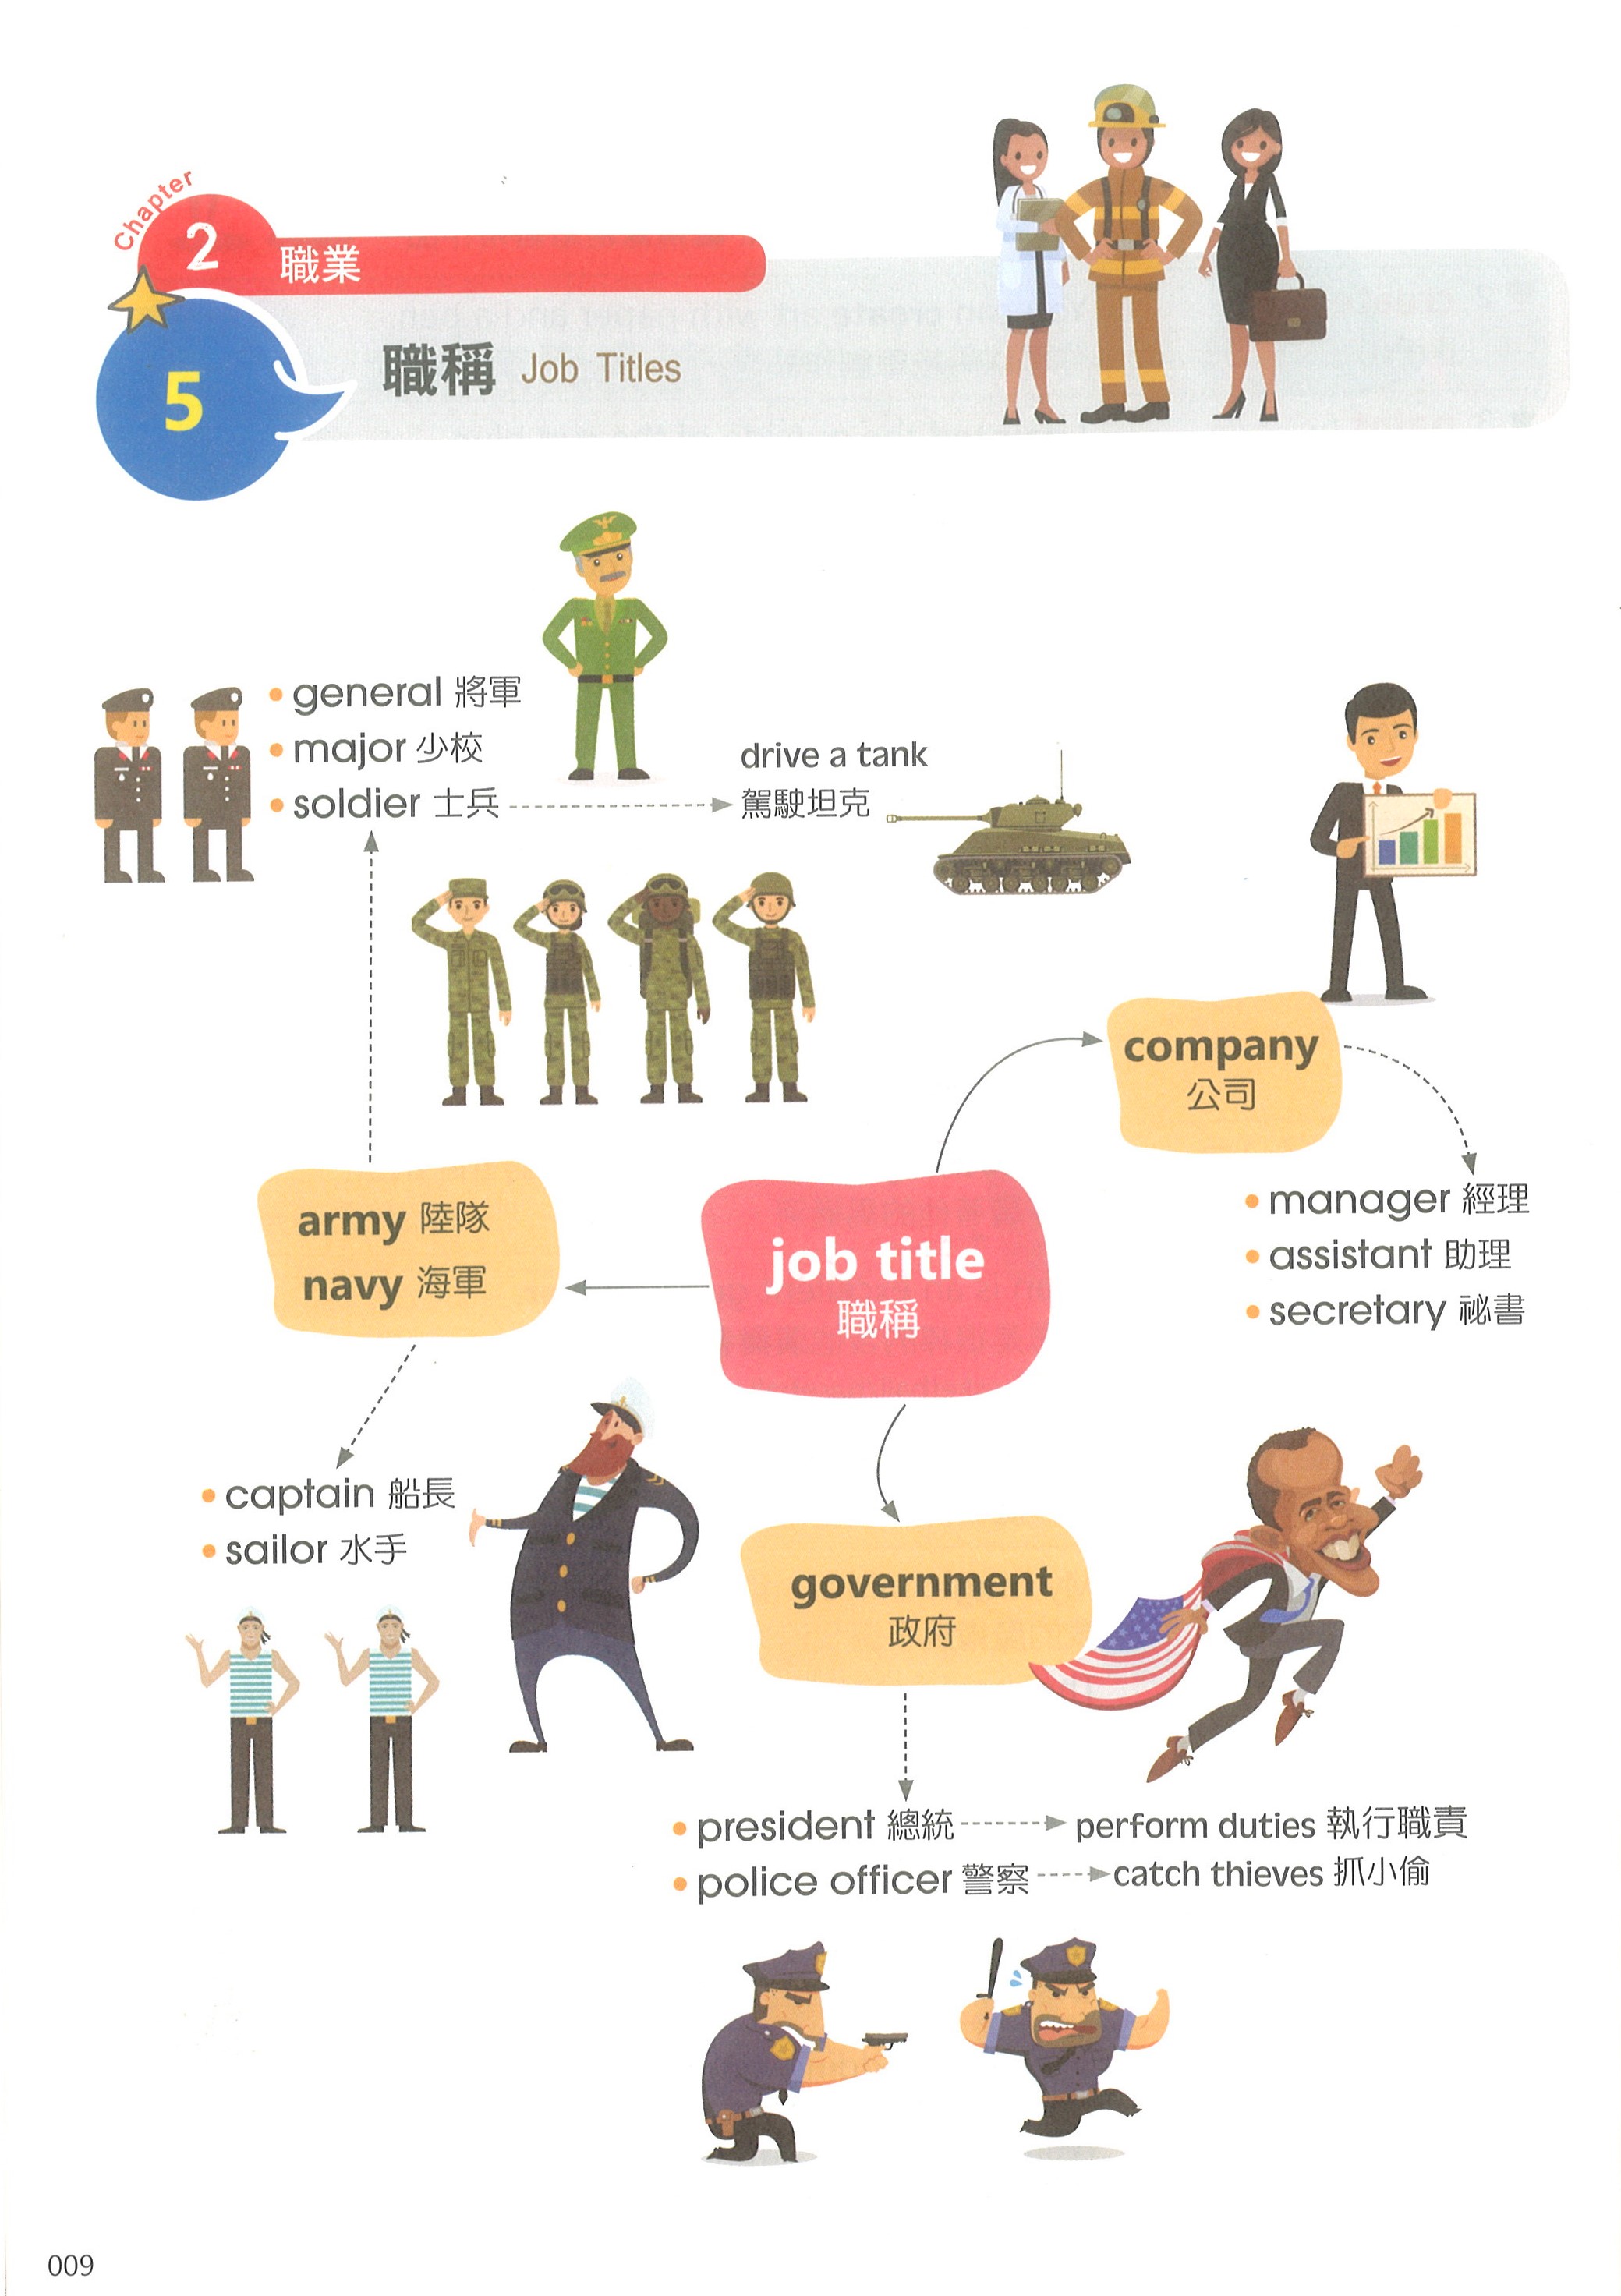 Chapter
2
職業
5
職稱 Job Titles
general 將軍
major 少校
soldier 士兵
drive a tank
駕駛坦克
company
公司
manager 經理
assistant 助理
secretary 祕書
army 陸隊
navy 海軍
job title
職稱
captain 船長
sailor 水手
government
政府
president 總統
perform duties 執行職責
police officer 警察
catch thieves 抓小偷
009